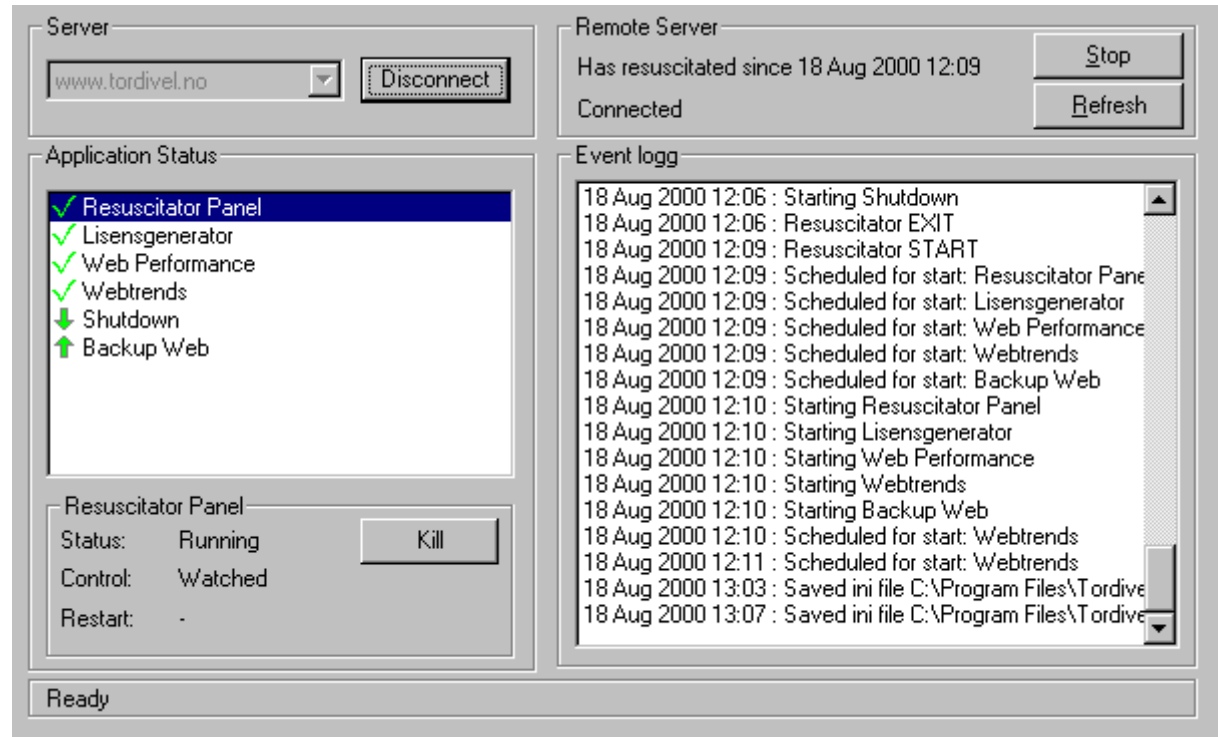 Server
www.tordivel.no
Disconnect
Remote Server
Has resuscitated since 18 Aug 2000 12:09
Connected
Stop
Refresh
Application Status
Resuscitator Panel
Lisensgenerator
Web Performance
Webtrends
Shutdown
Backup Web
Resuscitator Panel
Status: Running
Kill
Control: Watched
Restart: -
Event logg
18 Aug 2000 12:06 : Starting Shutdown
18 Aug 2000 12:06 : Resuscitator EXIT
18 Aug 2000 12:09 : Resuscitator START
18 Aug 2000 12:09 : Scheduled for start: Resuscitator Pane
18 Aug 2000 12:09 : Scheduled for start: Lisensgenerator
18 Aug 2000 12:09 : Scheduled for start: Web Performance
18 Aug 2000 12:09 : Scheduled for start: Webtrends
18 Aug 2000 12:09 : Scheduled for start: Backup Web
18 Aug 2000 12:10 : Starting Resuscitator Panel
18 Aug 2000 12:10 : Starting Lisensgenerator
18 Aug 2000 12:10 : Starting Web Performance
18 Aug 2000 12:10 : Starting Webtrends
18 Aug 2000 12:10 : Starting Backup Web
18 Aug 2000 12:10 : Scheduled for start: Webtrends
18 Aug 2000 12:11 : Scheduled for start: Webtrends
18 Aug 2000 13:03 : Saved ini file C:\Program Files\Tordive
18 Aug 2000 13:07 : Saved ini file C:\Program Files\Tordive
Ready